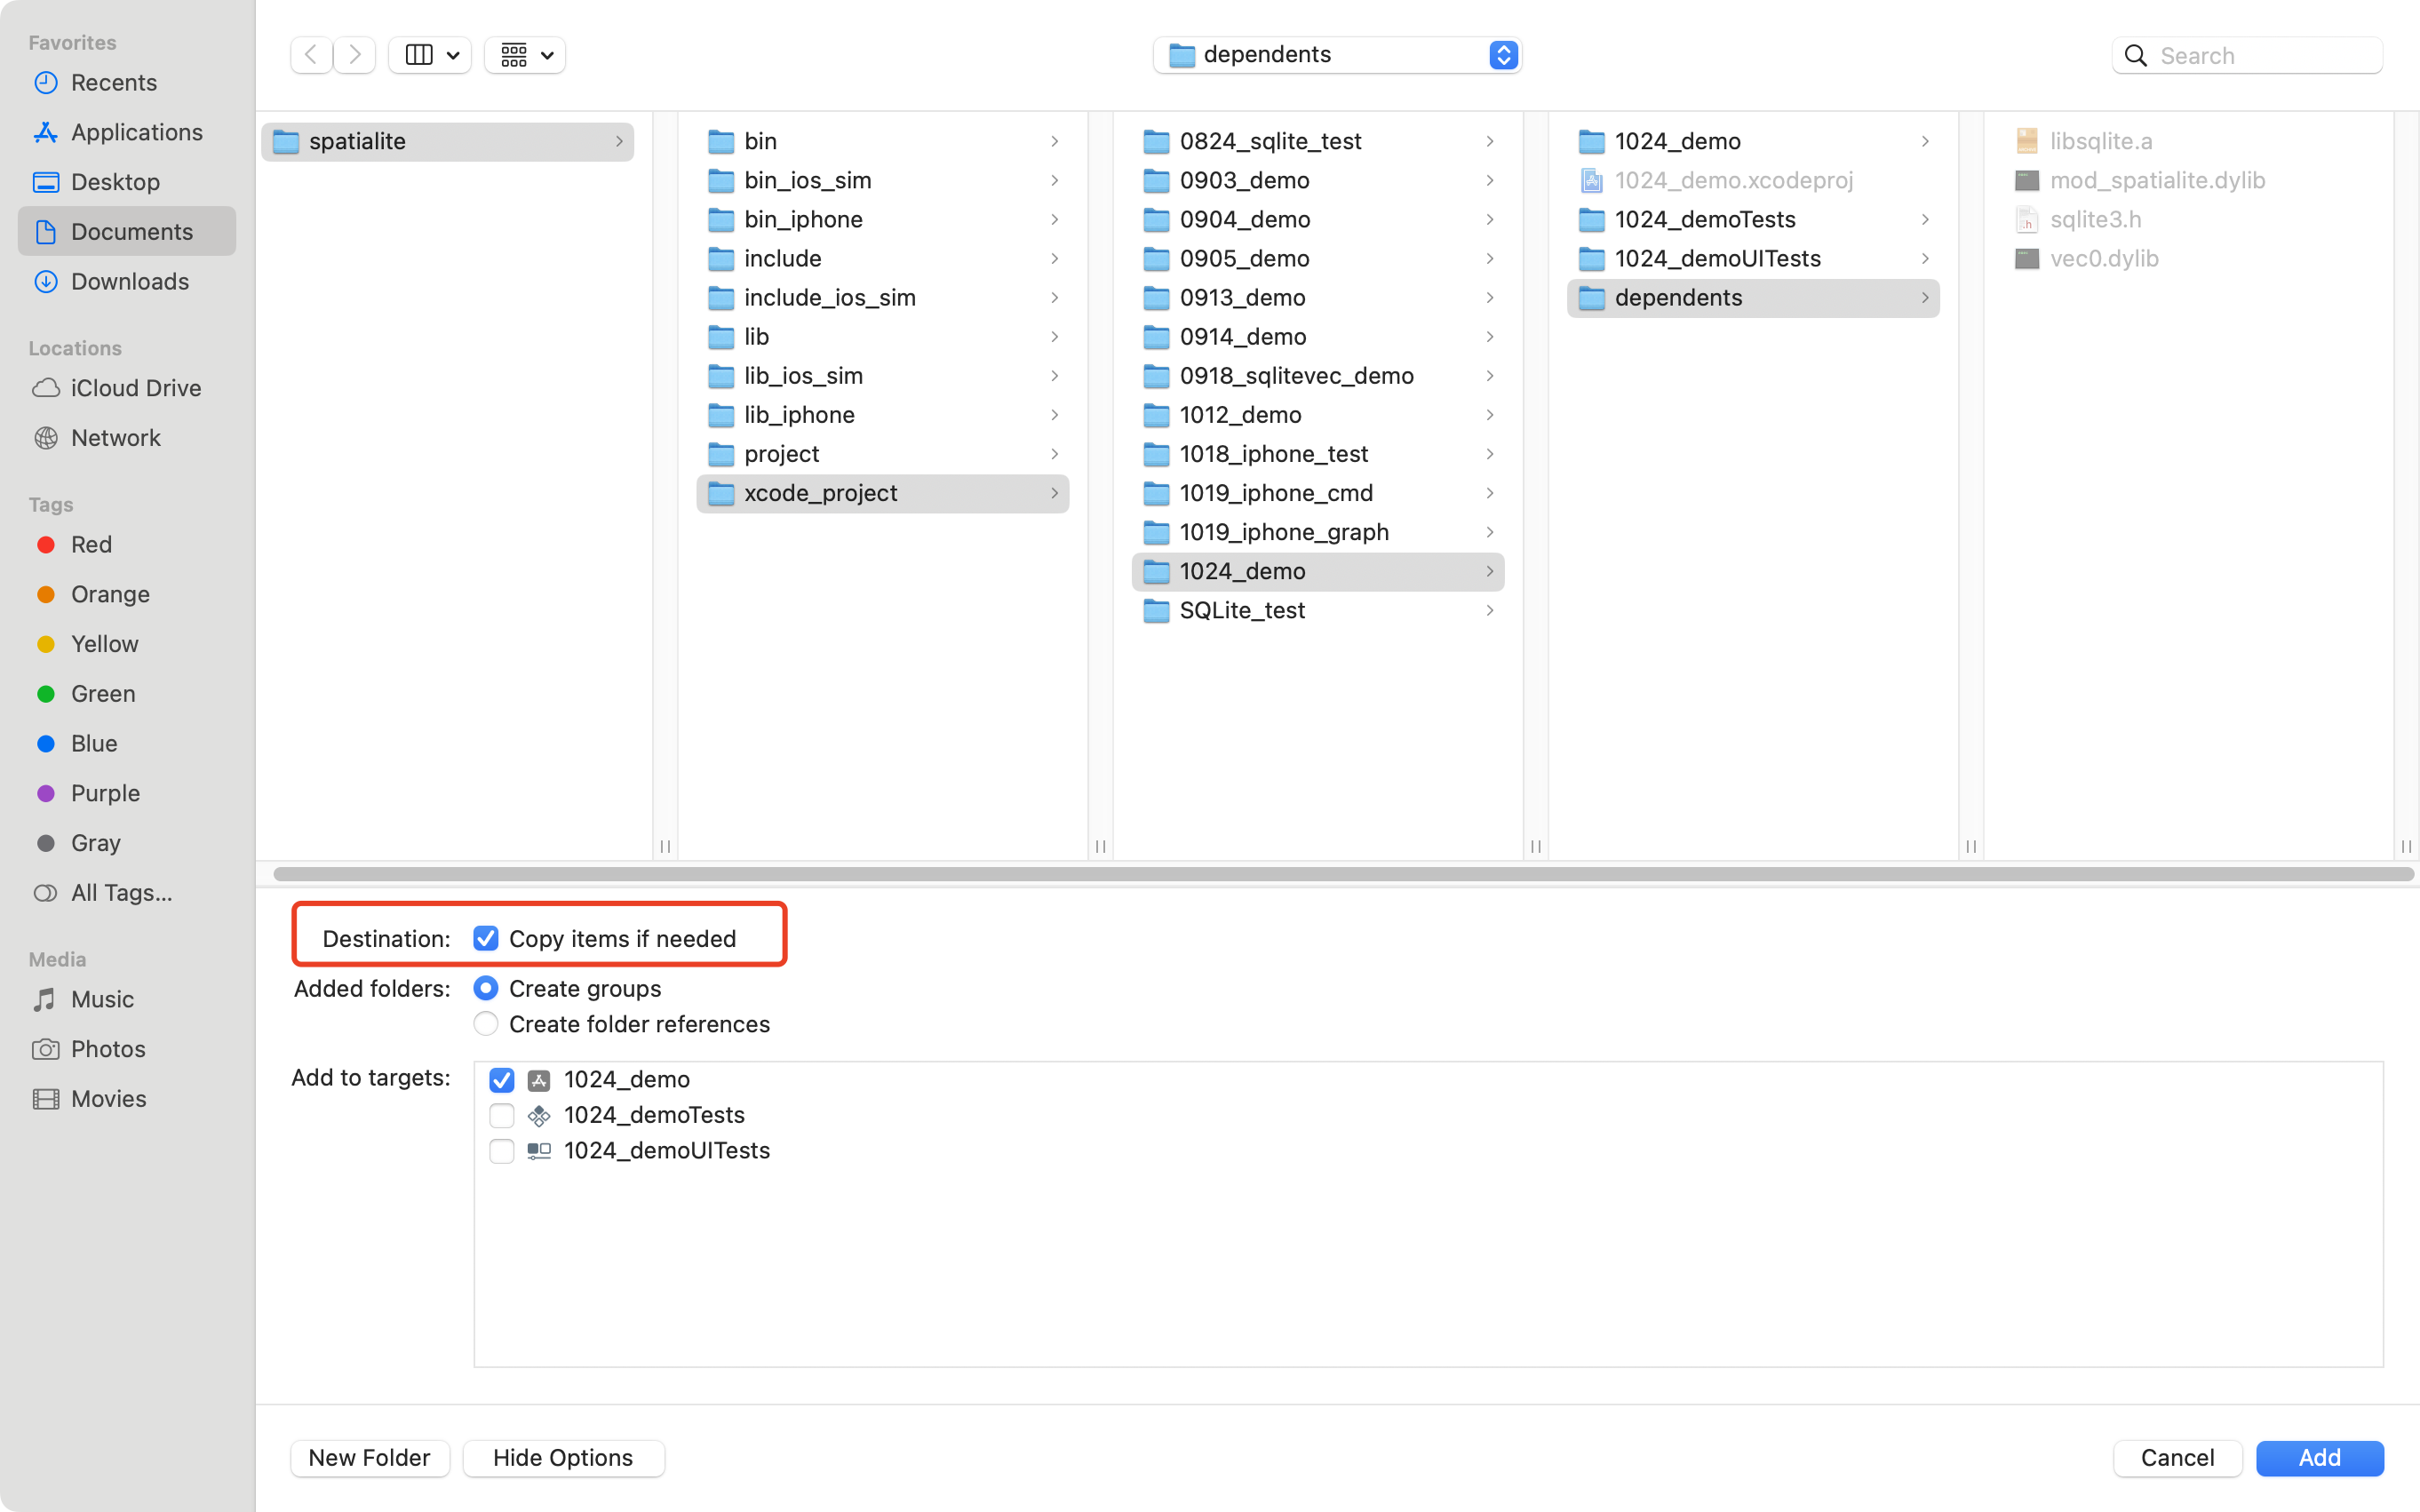 Favorites
Recents
Applications
Desktop
Documents
Downloads
Locations
iCloud Drive
Network
Tags
Red
Orange
Yellow
Green
Blue
Purple
Gray
All Tags...
Media
Music
Photos
Movies
dependents
Search
spatialite
bin
bin_ios_sim
bin_iphone
include
include_ios_sim
lib
lib_ios_sim
lib_iphone
project
xcode_project
0824_sqlite_test
0903_demo
0904_demo
0905_demo
0913_demo
0914_demo
0918_sqlitevec_demo
1012_demo
1018_iphone_test
1019_iphone_cmd
1019_iphone_graph
1024_demo
SQLite_test
1024_demo
1024_demo.xcodeproj
1024_demoTests
1024_demoUITests
dependents
libsqlite.a
mod_spatialite.dylib
sqlite3.h
vec0.dylib
Destination: Copy items if needed
Added folders: Create groups
Create folder references
Add to targets: 1024_demo
1024_demoTests
1024_demoUITests
New Folder Hide Options Cancel Add